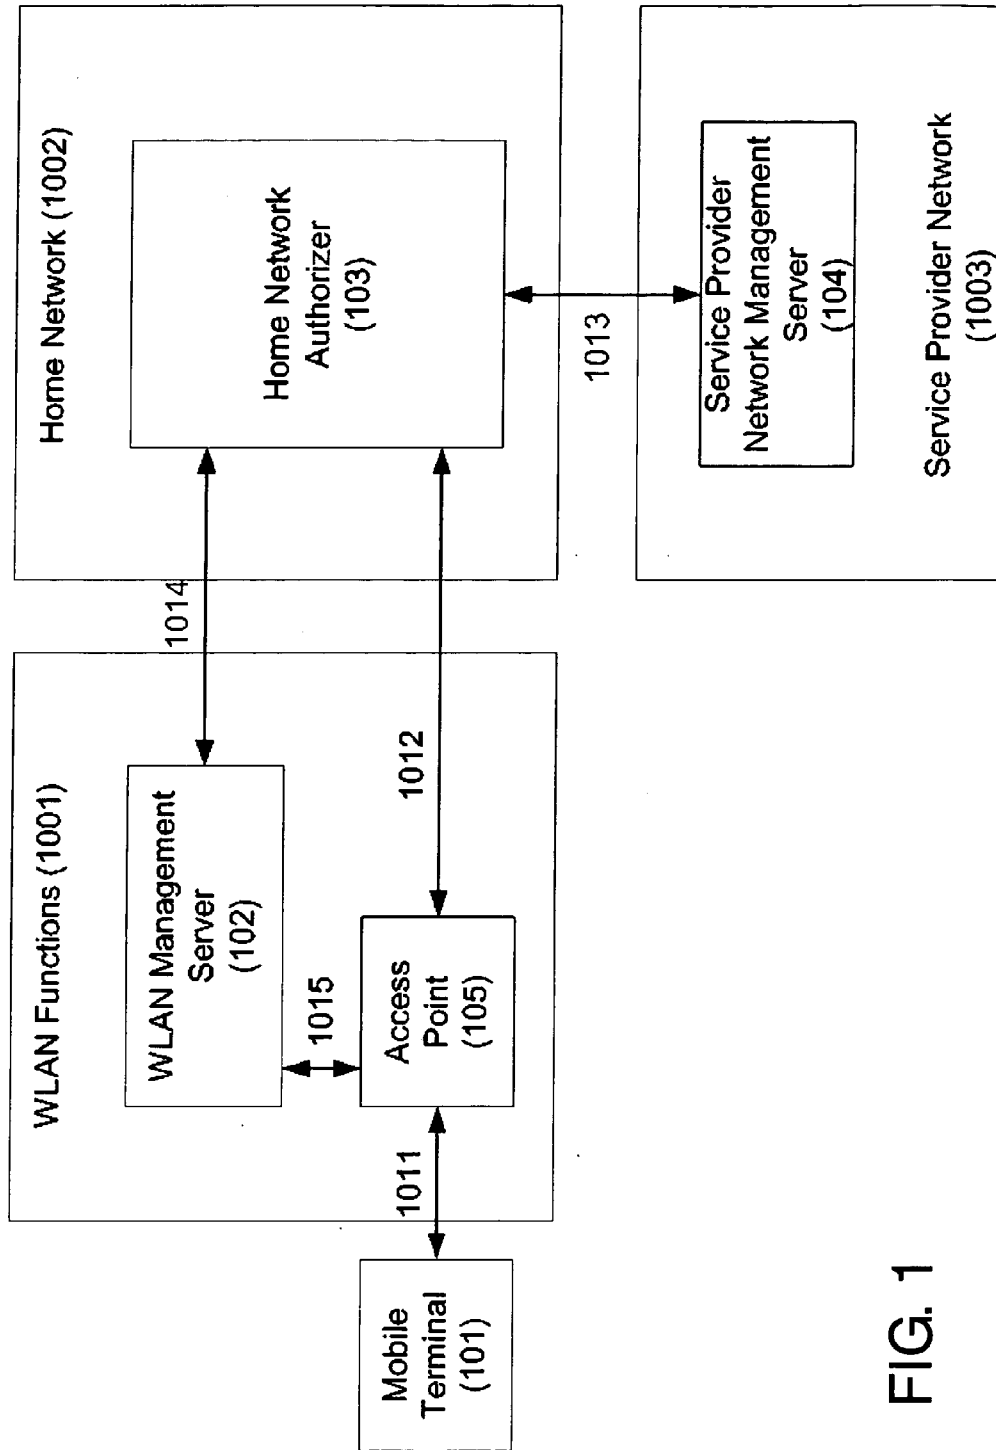 WLAN Functions (1001)
WLAN Management
Server
(102)
1015
Access
Point
(105)
1011
Mobile
Terminal
(101)
1014
1012
Home Network (1002)
Home Network
Authorizer
(103)
1013
Service Provider
Network Management
Server
(104)
Service Provider Network
(1003)
FIG. 1